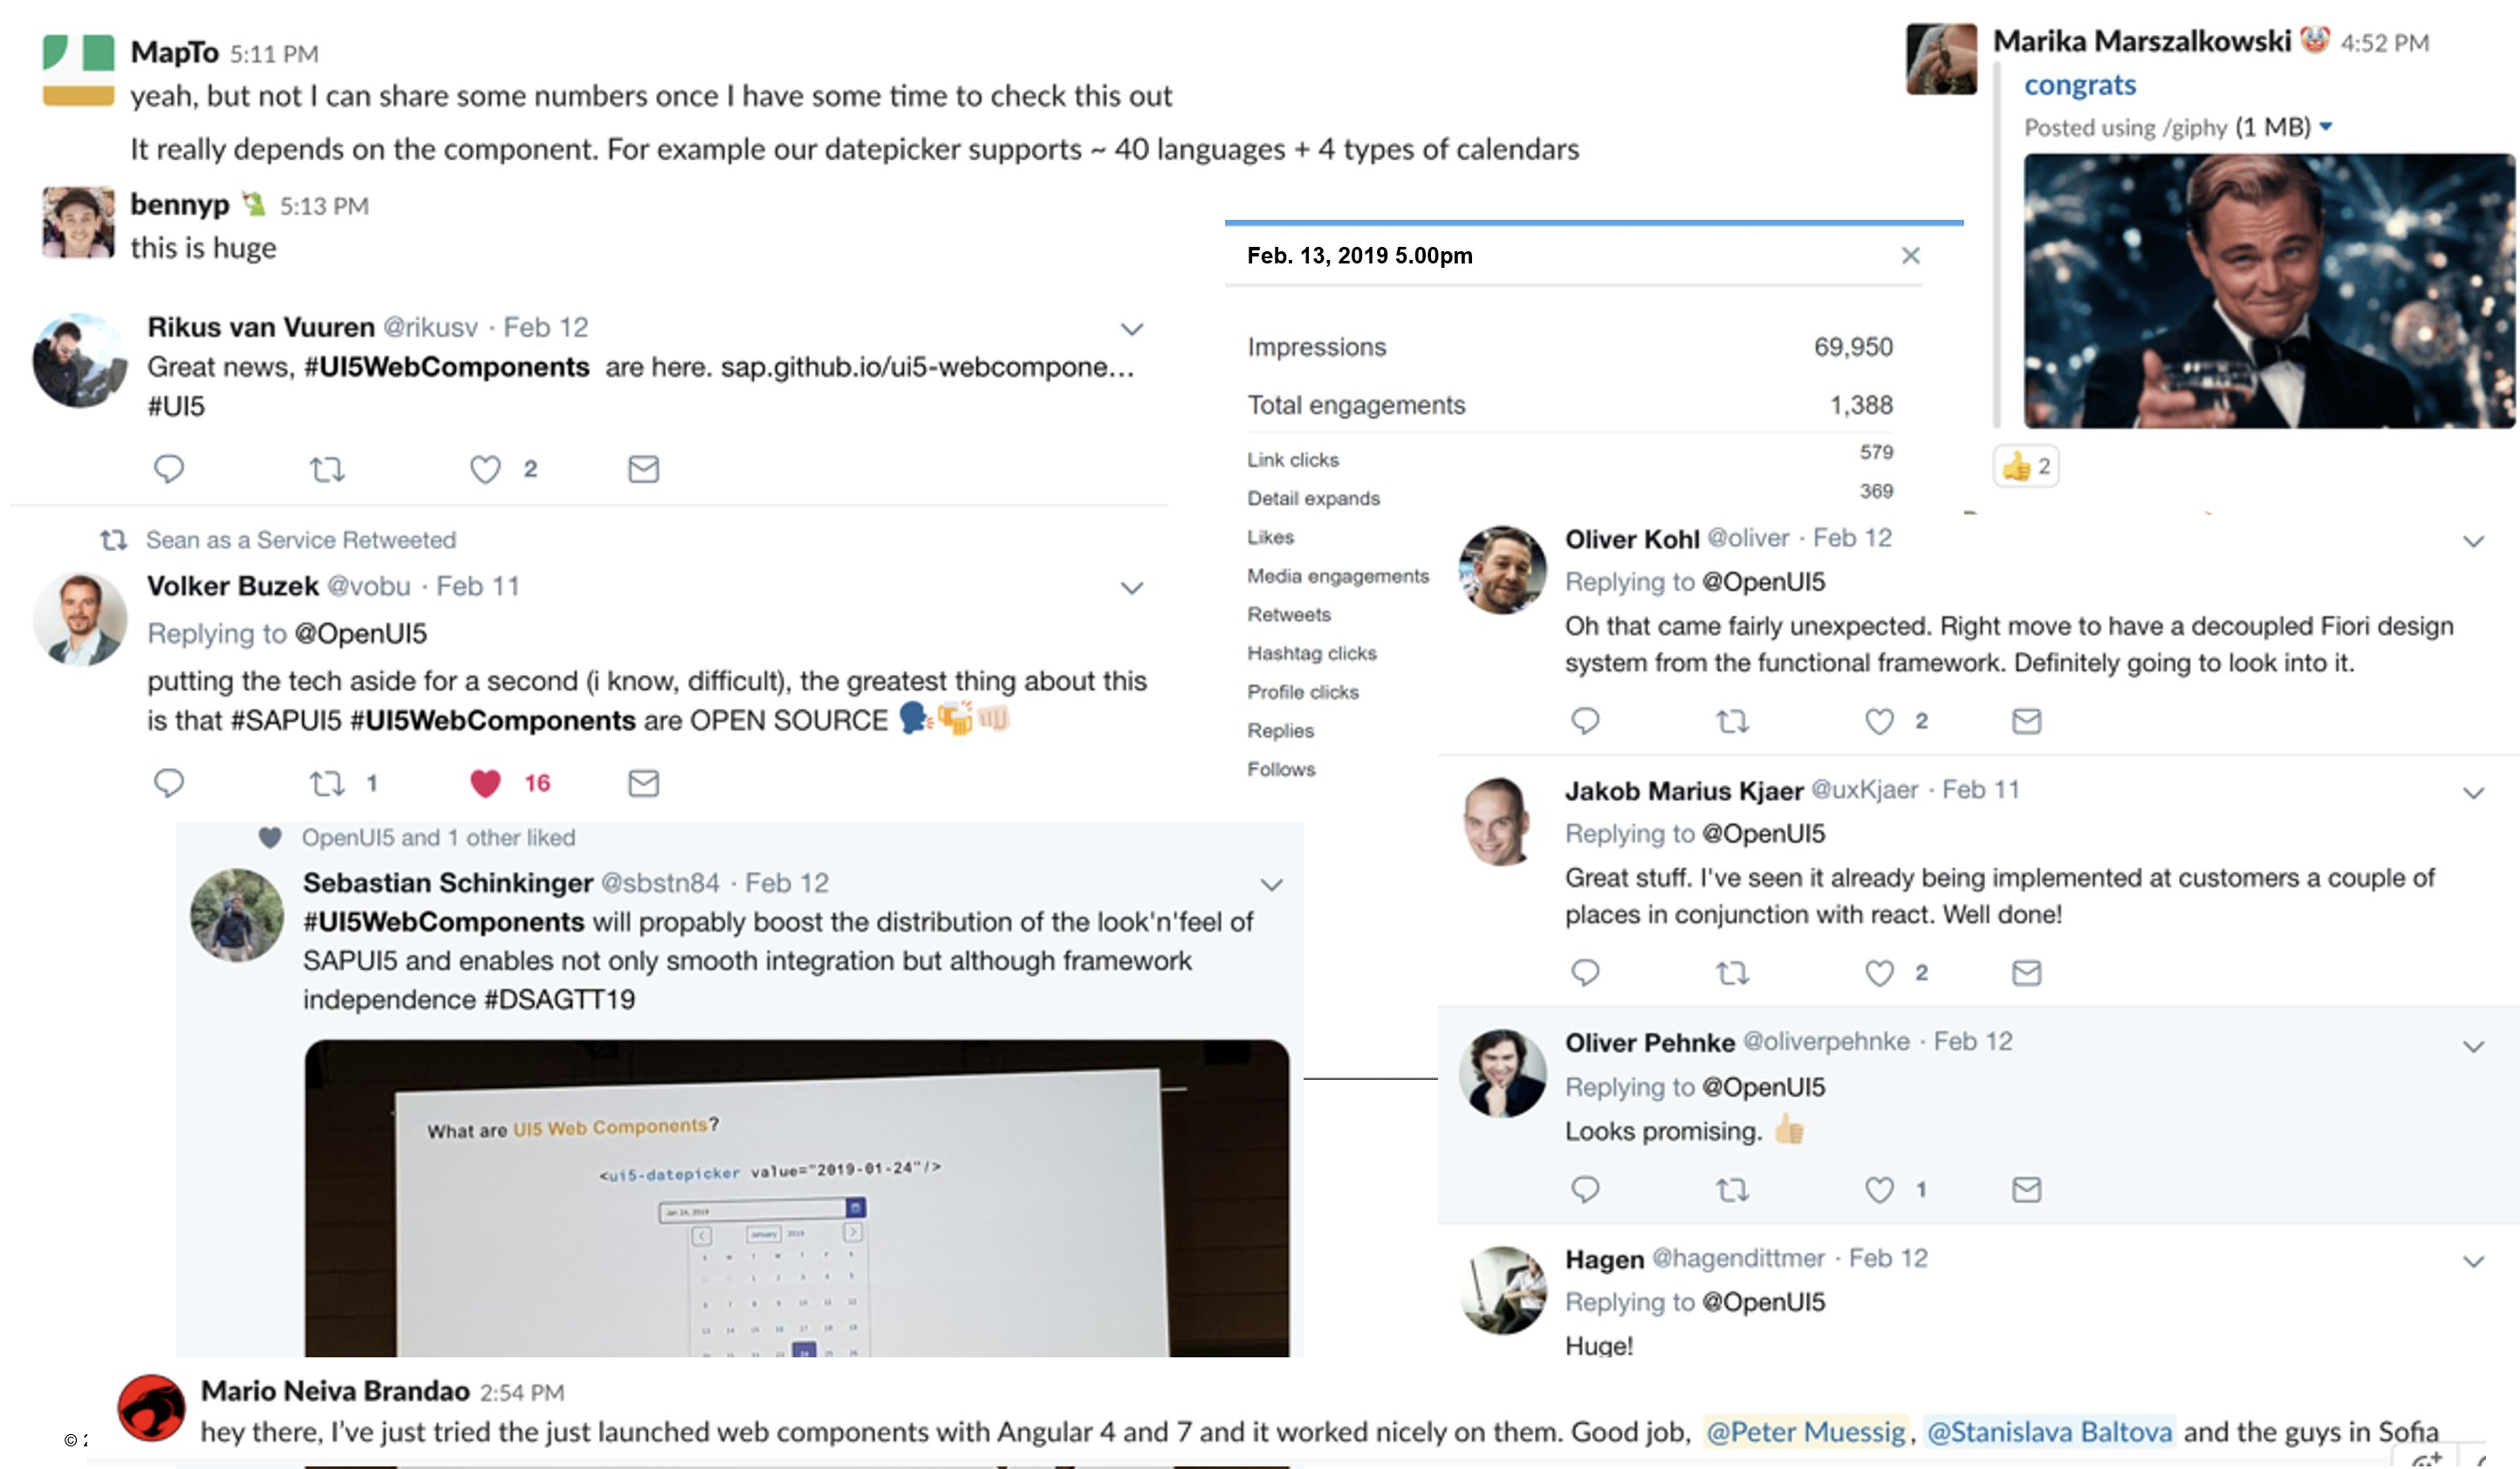 MapTo 5:11 PM
yeah, but not I can share some numbers once I have some time to check this out
It really depends on the component. For example our datepicker supports ~ 40 languages + 4 types of calendars
bennyp 5:13 PM
this is huge
Rikus van Vuuren @rikusv · Feb 12
Great news, #UI5WebComponents are here. sap.github.io/ui5-webcompone...
#UI5
2
Sean as a Service Retweeted
Volker Buzek @vobu · Feb 11
Replying to @OpenUI5
putting the tech aside for a second (i know, difficult), the greatest thing about this
is that #SAPUI5 #UI5WebComponents are OPEN SOURCE 🗣🍻👊🏻
1 16
OpenUI5 and 1 other liked
Sebastian Schinkinger @sbstn84 · Feb 12
#UI5WebComponents will propably boost the distribution of the look'n'feel of
SAPUI5 and enables not only smooth integration but although framework
independence #DSAGTT19
What are UI5 Web Components?
<ui5-datepicker value="2019-01-24"/>
Jan 24, 2019
January 2019
Feb. 13, 2019 5.00pm
Impressions 69,950
Total engagements 1,388
Link clicks 579
Detail expands 369
Likes
Media engagements
Retweets
Hashtag clicks
Profile clicks
Replies
Follows
Marika Marszalkowski 🤡 4:52 PM
congrats
Posted using /giphy (1 MB)
👍 2
Oliver Kohl @oliver · Feb 12
Replying to @OpenUI5
Oh that came fairly unexpected. Right move to have a decoupled Fiori design
system from the functional framework. Definitely going to look into it.
2
Jakob Marius Kjaer @uxKjaer · Feb 11
Replying to @OpenUI5
Great stuff. I've seen it already being implemented at customers a couple of
places in conjunction with react. Well done!
2
Oliver Pehnke @oliverpehnke · Feb 12
Replying to @OpenUI5
Looks promising. 👍🏼
1
Hagen @hagendittmer · Feb 12
Replying to @OpenUI5
Huge!
Mario Neiva Brandao 2:54 PM
hey there, I've just tried the just launched web components with Angular 4 and 7 and it worked nicely on them. Good job, @Peter Muessig, @Stanislava Baltova and the guys in Sofia
©